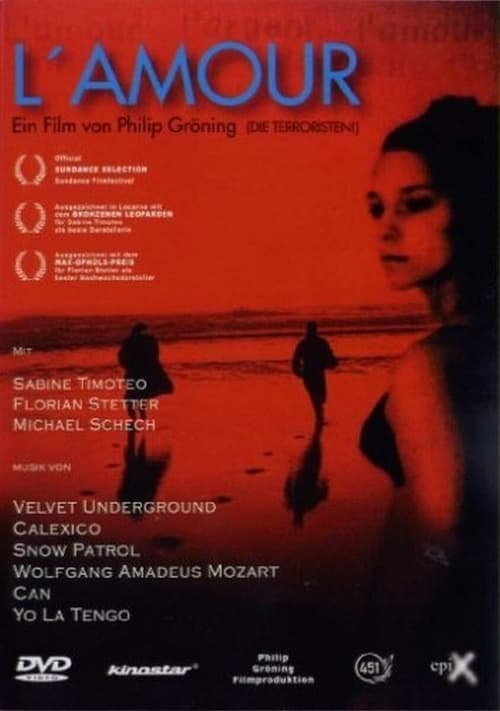 l'amour l'argent l'amour
L´AMOUR
Ein Film von Philip Gröning (DIE TERRORISTEN!)
Official
SUNDANCE SELECTION
Sundance Filmfestival
Ausgezeichnet in Locarno mit
dem BRONZENEN LEOPARDEN
für Sabine Timoteo
als beste Darstellerin
Ausgezeichnet mit dem
MAX-OPHÜLS-PREIS
für Florian Stetter als
bester Nachwuchsdarsteller
MIT
SABINE TIMOTEO
FLORIAN STETTER
MICHAEL SCHECH
MUSIK VON
VELVET UNDERGROUND
CALEXICO
SNOW PATROL
WOLFGANG AMADEUS MOZART
CAN
YO LA TENGO
DVD
VIDEO
kinostar
Philip
Gröning
Filmproduktion
451
epiX